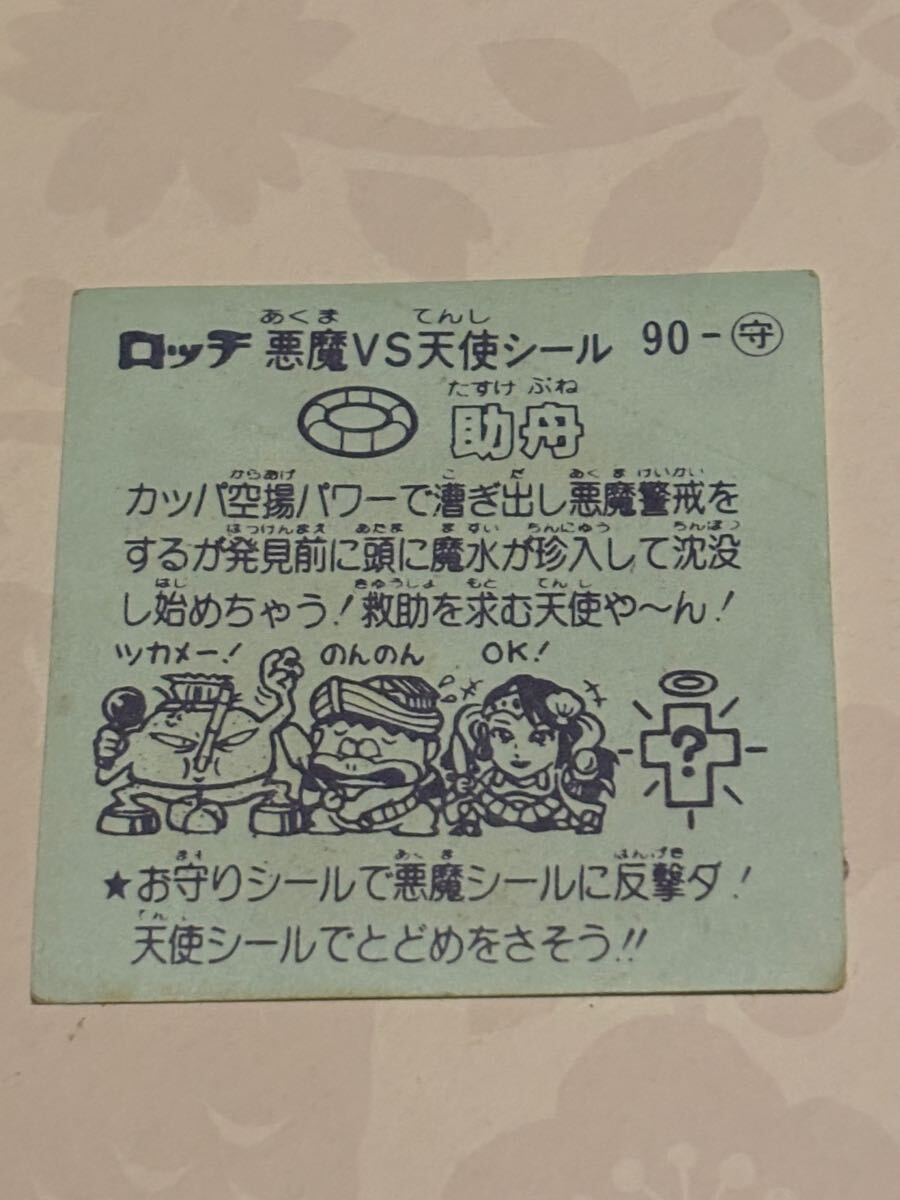 あくま てんし
ロッチ 悪魔VS天使シール 90-㊪守
たすけ ぶね
助舟
からあげ こ だ あくまけいかい
カッパ空揚パワーで漕ぎ出し悪魔警戒を
はっけんまえ あたま ますい ちんにゅう ちんぼつ
するが発見前に頭に魔水が珍入して沈没
はじ きゅうじょ もと てんし
し始めちゃう!救助を求む天使や〜ん!
ツカメー! のんのん OK!
?
まも あくま はんげき
★お守りシールで悪魔シールに反撃ダ!
てんし
天使シールでとどめをさそう!!